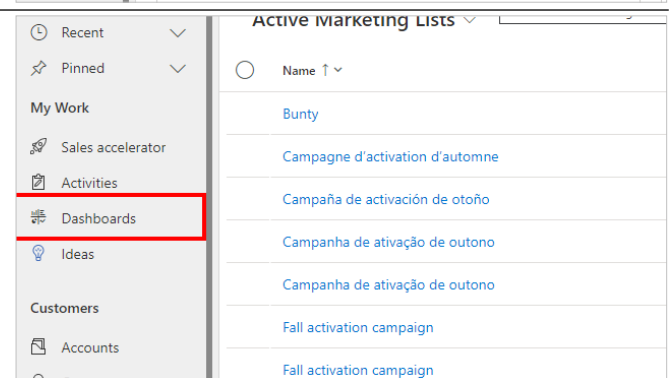 Recent
Pinned
My Work
Sales accelerator
Activities
Dashboards
Ideas
Customers
Accounts
Active Marketing Lists
Name
Bunty
Campagne d'activation d'automne
Campaña de activación de otoño
Campanha de ativação de outono
Campanha de ativação de outono
Fall activation campaign
Fall activation campaign